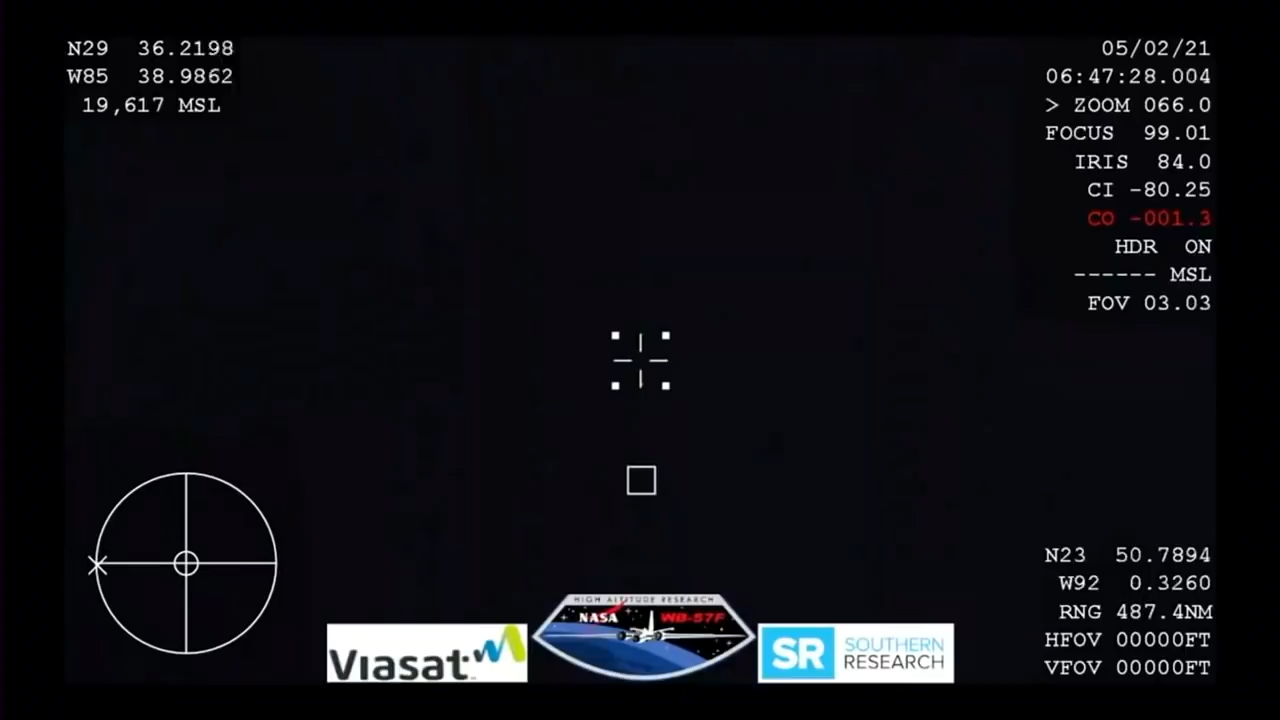 N29 36.2198
W85 38.9862
19,617 MSL
05/02/21
06:47:28.004
> ZOOM 066.0
FOCUS 99.01
IRIS 84.0
CI -80.25
CO -001.3
HDR ON
------ MSL
FOV 03.03
N23 50.7894
W92 0.3260
RNG 487.4NM
HFOV 00000FT
VFOV 00000FT
Viasat
HIGH ALTITUDE RESEARCH
NASA WB-57F
SR SOUTHERN
RESEARCH